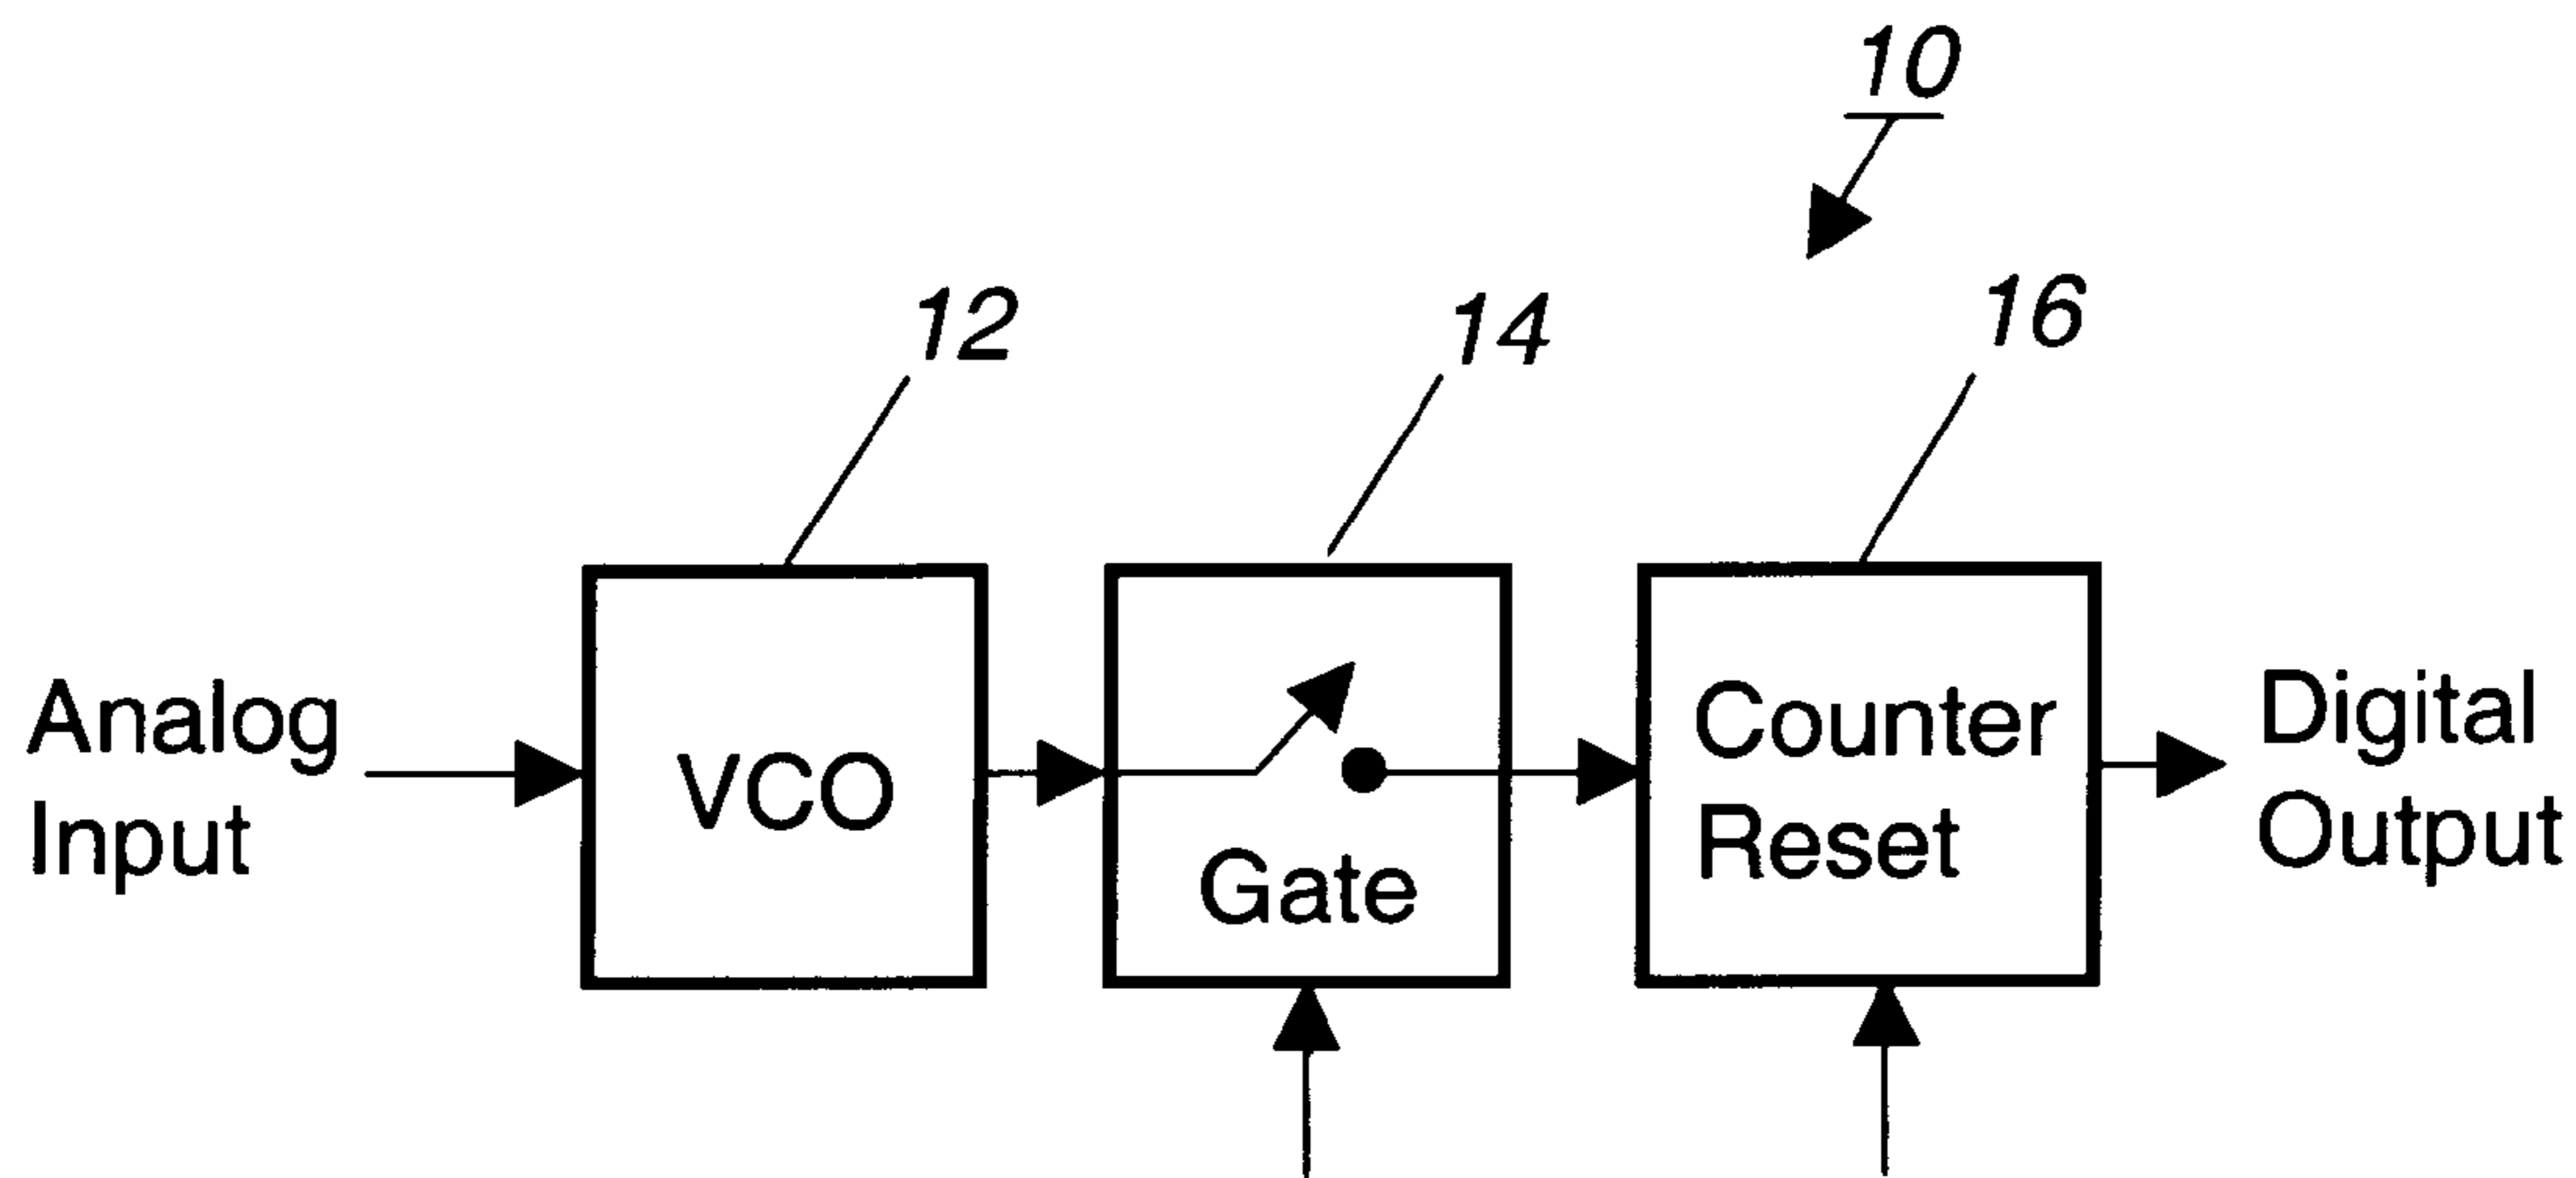 10
12
14
16
Analog
Input
VCO
Gate
Counter
Reset
Digital
Output